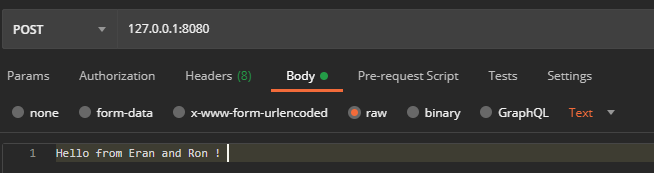 POST 127.0.0.1:8080
Params Authorization Headers (8) Body Pre-request Script Tests Settings
none form-data x-www-form-urlencoded raw binary GraphQL Text
1 Hello from Eran and Ron !